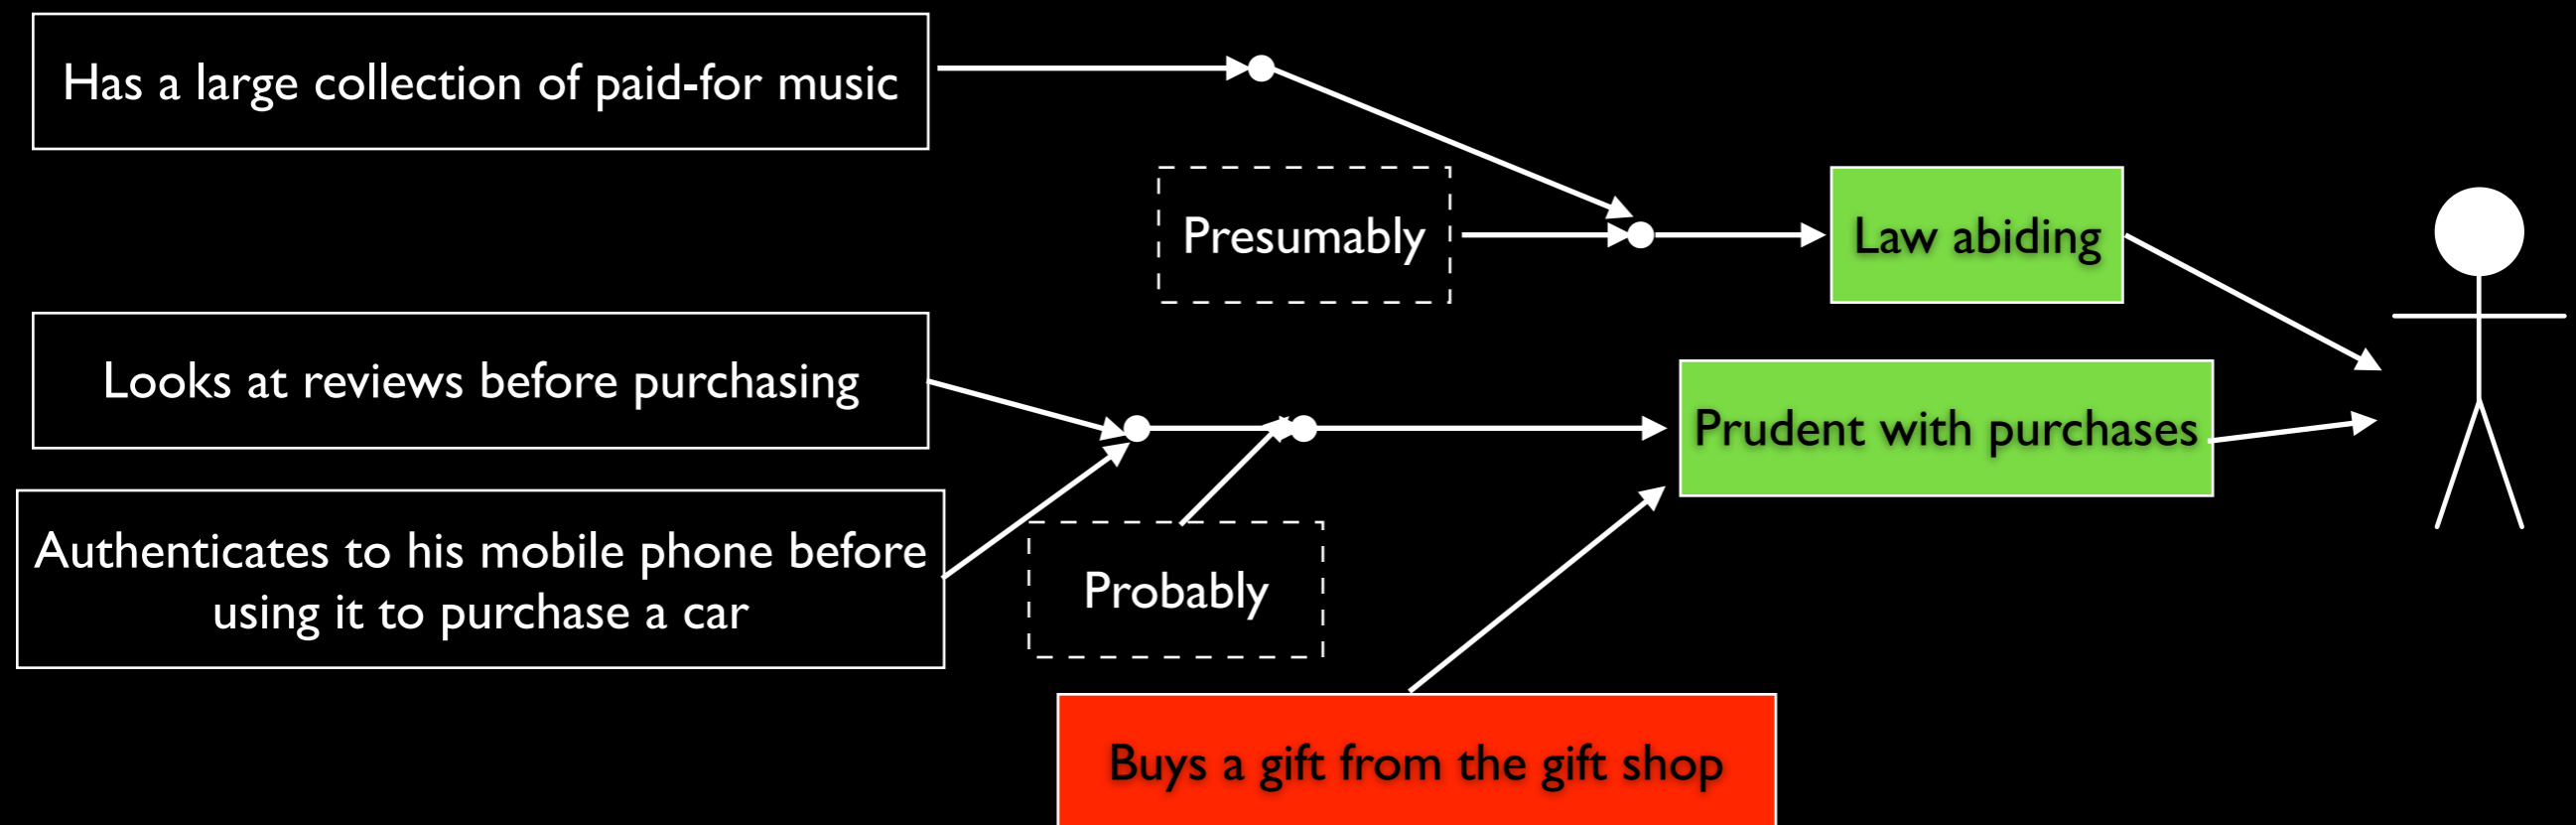 Has a large collection of paid-for music
Presumably
Law abiding
Looks at reviews before purchasing
Prudent with purchases
Authenticates to his mobile phone before
using it to purchase a car
Probably
Buys a gift from the gift shop